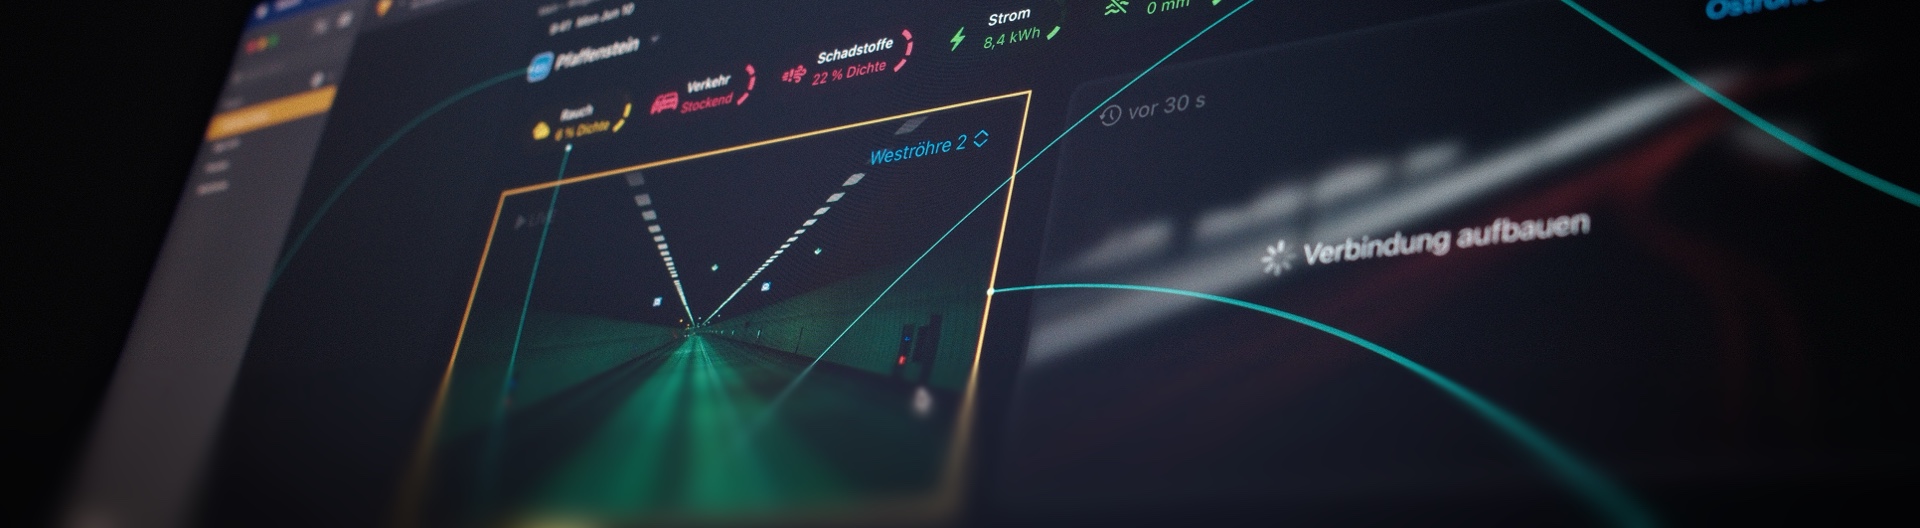 9:41 Mon Jun 10
Pfaffenstein
Rauch
6 % Dichte
Verkehr
Stockend
Schadstoffe
22 % Dichte
Strom
8,4 kWh
0 mm
Weströhre 2
vor 30 s
Verbindung aufbauen